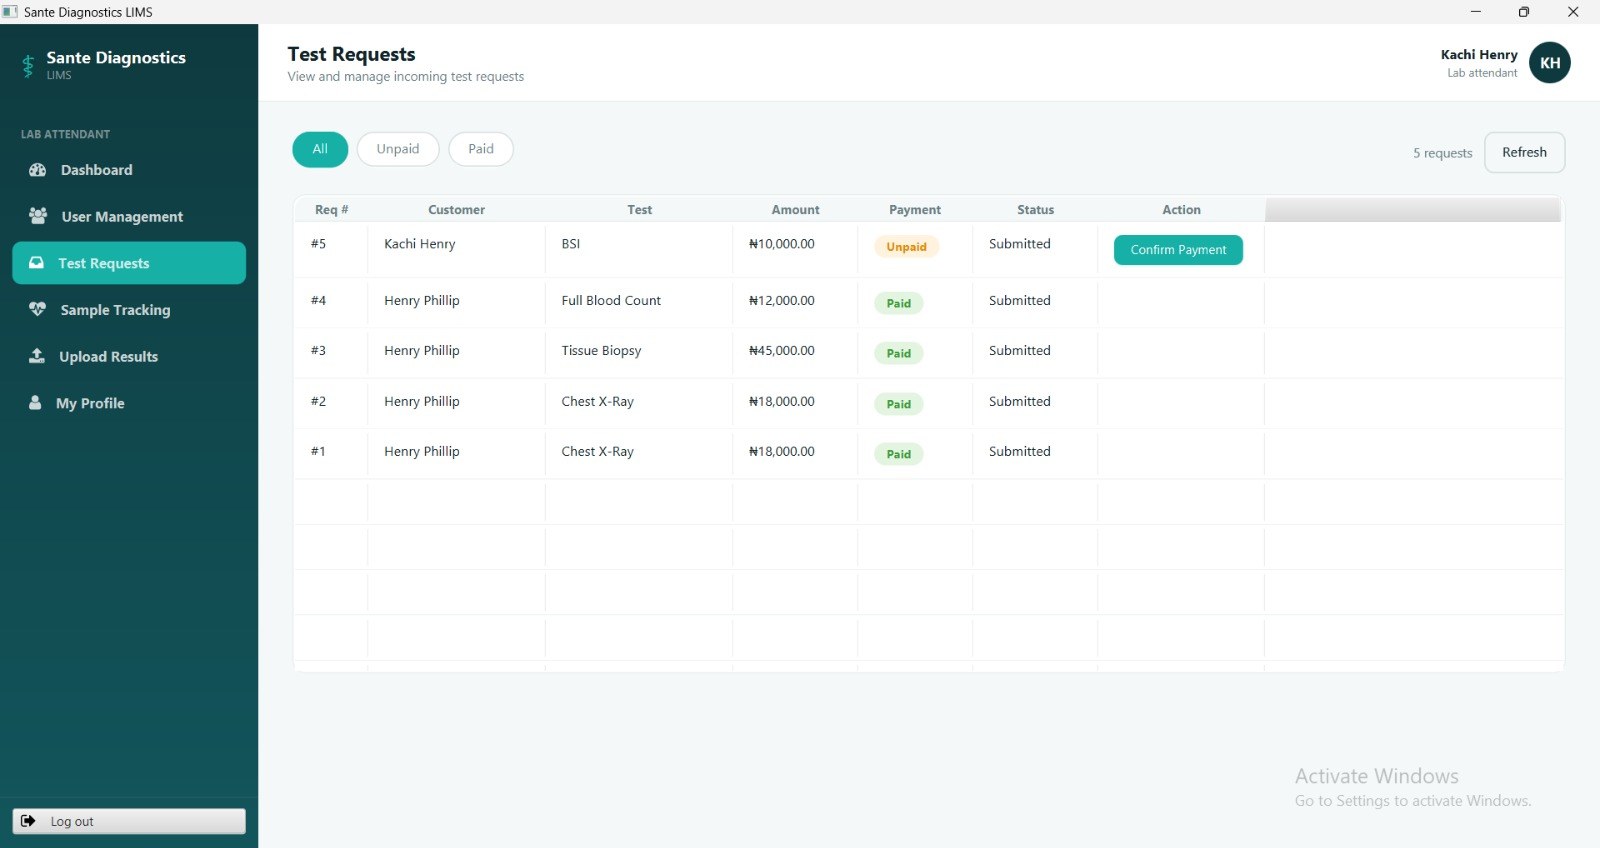 Sante Diagnostics LIMS
Sante Diagnostics
LIMS
LAB ATTENDANT
Dashboard
User Management
Test Requests
Sample Tracking
Upload Results
My Profile
Log out
Test Requests
View and manage incoming test requests
Kachi Henry
Lab attendant
KH
All Unpaid Paid
5 requests Refresh
Req # Customer Test Amount Payment Status Action
#5 Kachi Henry BSI ₦10,000.00 Unpaid Submitted Confirm Payment
#4 Henry Phillip Full Blood Count ₦12,000.00 Paid Submitted
#3 Henry Phillip Tissue Biopsy ₦45,000.00 Paid Submitted
#2 Henry Phillip Chest X-Ray ₦18,000.00 Paid Submitted
#1 Henry Phillip Chest X-Ray ₦18,000.00 Paid Submitted
Activate Windows
Go to Settings to activate Windows.